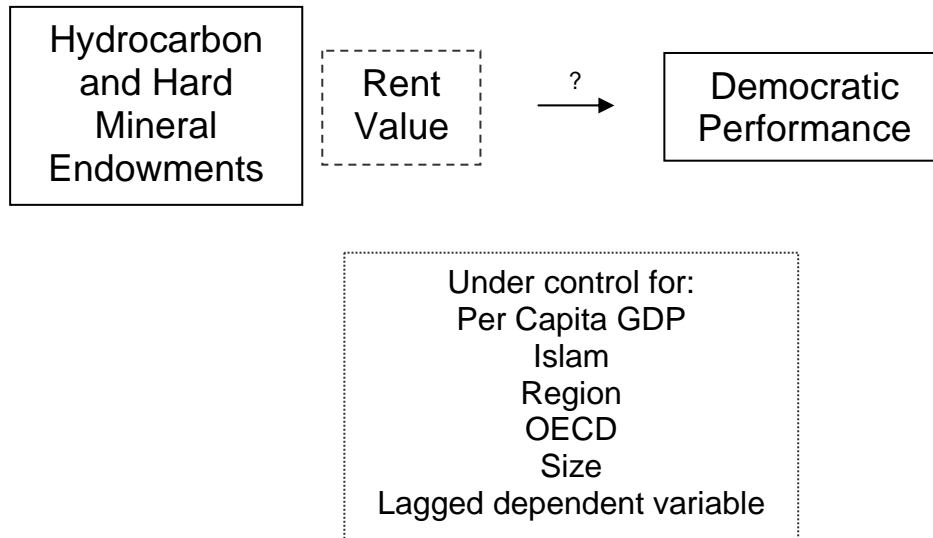 Hydrocarbon
and Hard
Mineral
Endowments
Rent
Value
?
Democratic
Performance
Under control for:
Per Capita GDP
Islam
Region
OECD
Size
Lagged dependent variable